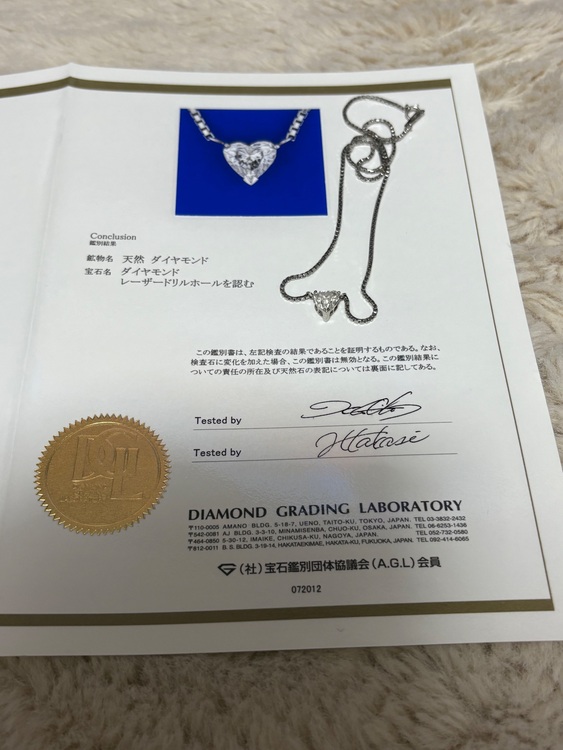 Conclusion
鑑別結果
鉱物名 天然 ダイヤモンド
宝石名 ダイヤモンド
レーザードリルホールを認む
この鑑別書は、左記検査の結果であることを証明するものである。なお、
検査石に変化を加えた場合、この鑑別書は無効となる。この鑑別結果に
ついての責任の所在及び天然石の表記については裏面に記してある。
Tested by
Tested by
DIAMOND GRADING LABORATORY
〒110-0005 AMANO BLDG. 5-18-7, UENO, TAITO-KU, TOKYO, JAPAN. TEL 03-3832-2432
〒542-0081 AJ BLDG. 3-3-10, MINAMISENBA, CHUO-KU, OSAKA, JAPAN. TEL 06-6253-1436
〒464-0850 5-30-12, IMAIKE, CHIKUSA-KU, NAGOYA, JAPAN. TEL 052-732-0580
〒812-0011 B. S. BLDG. 3-19-14, HAKATAEKIMAE, HAKATA-KU, FUKUOKA, JAPAN. TEL 092-414-6065
(社)宝石鑑別団体協議会(A.G.L)会員
072012